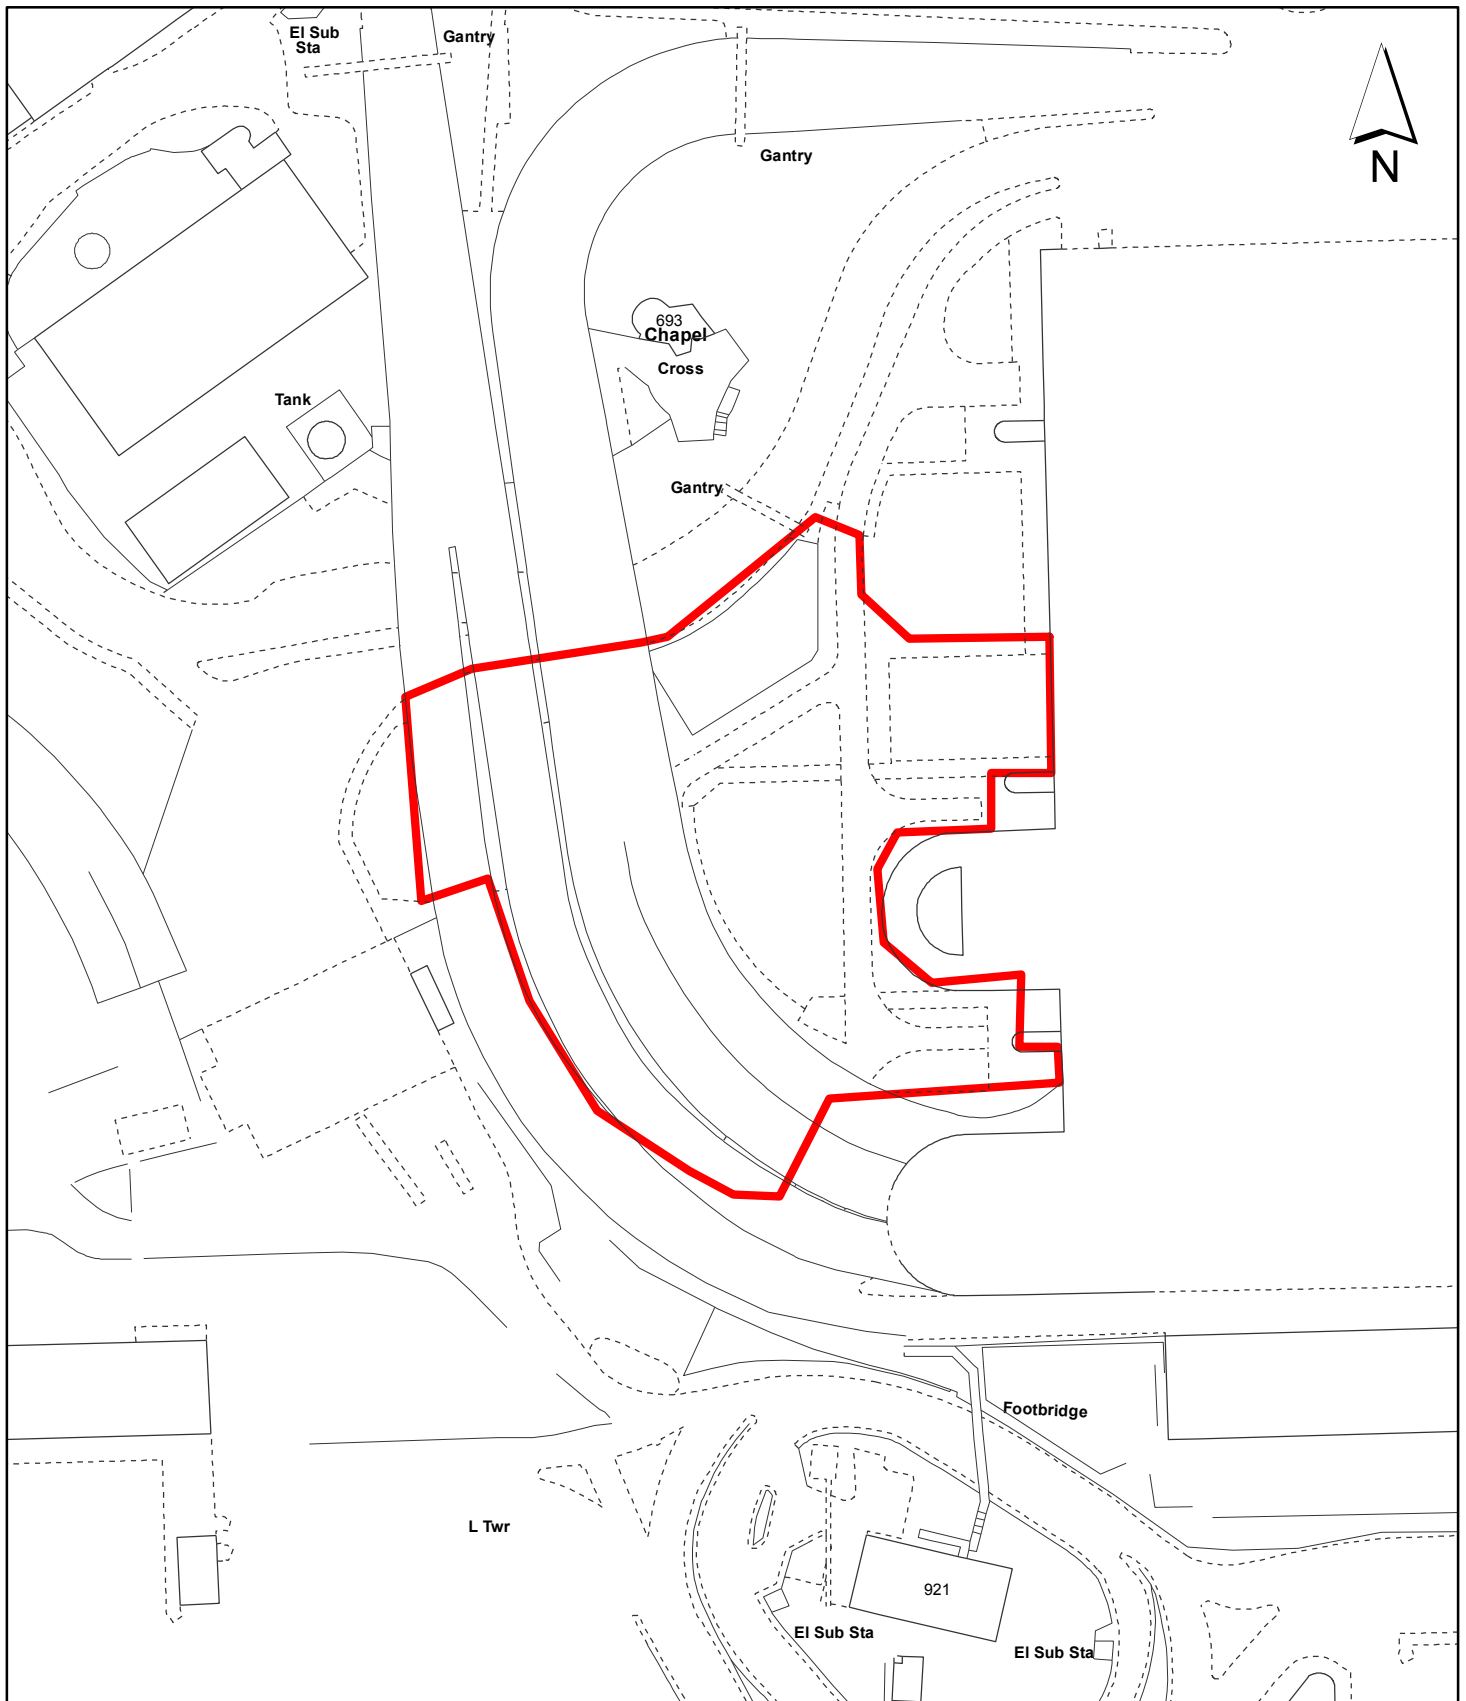 El Sub
Sta
Gantry
N
Gantry
693
Chapel
Cross
Tank
Gantry
Footbridge
L Twr
921
El Sub Sta
El Sub Sta